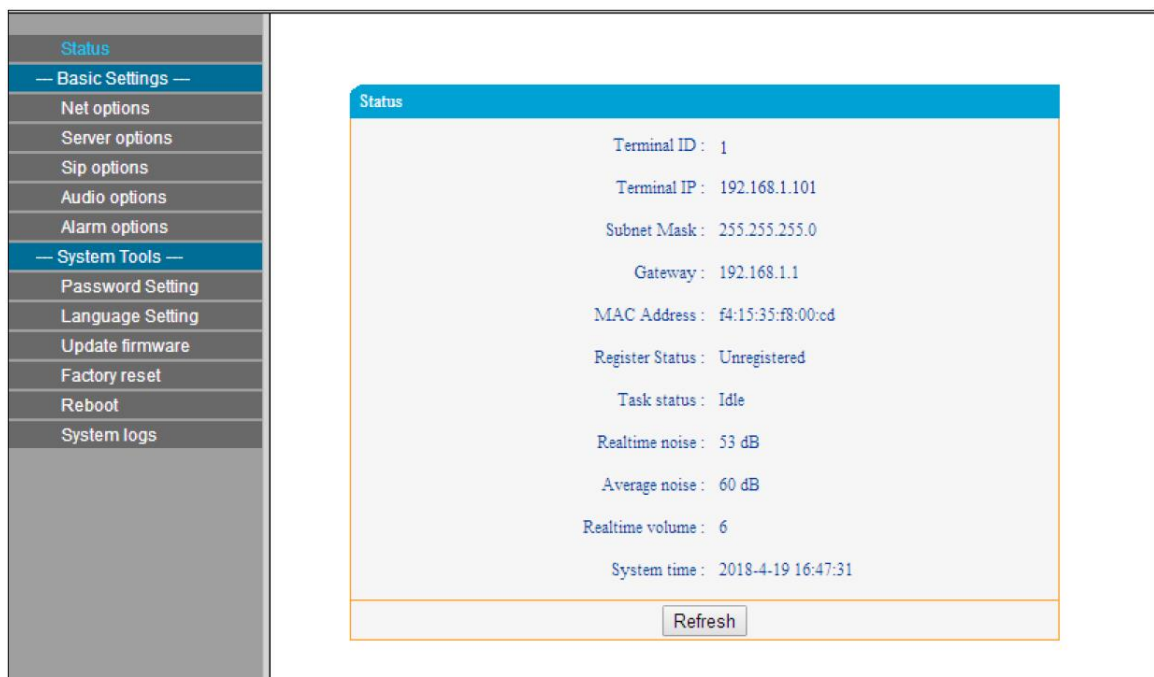 Status
— Basic Settings —
Net options
Server options
Sip options
Audio options
Alarm options
— System Tools —
Password Setting
Language Setting
Update firmware
Factory reset
Reboot
System logs
Status
Terminal ID : 1
Terminal IP : 192.168.1.101
Subnet Mask : 255.255.255.0
Gateway : 192.168.1.1
MAC Address : f4:15:35:f8:00:cd
Register Status : Unregistered
Task status : Idle
Realtime noise : 53 dB
Average noise : 60 dB
Realtime volume : 6
System time : 2018-4-19 16:47:31
Refresh